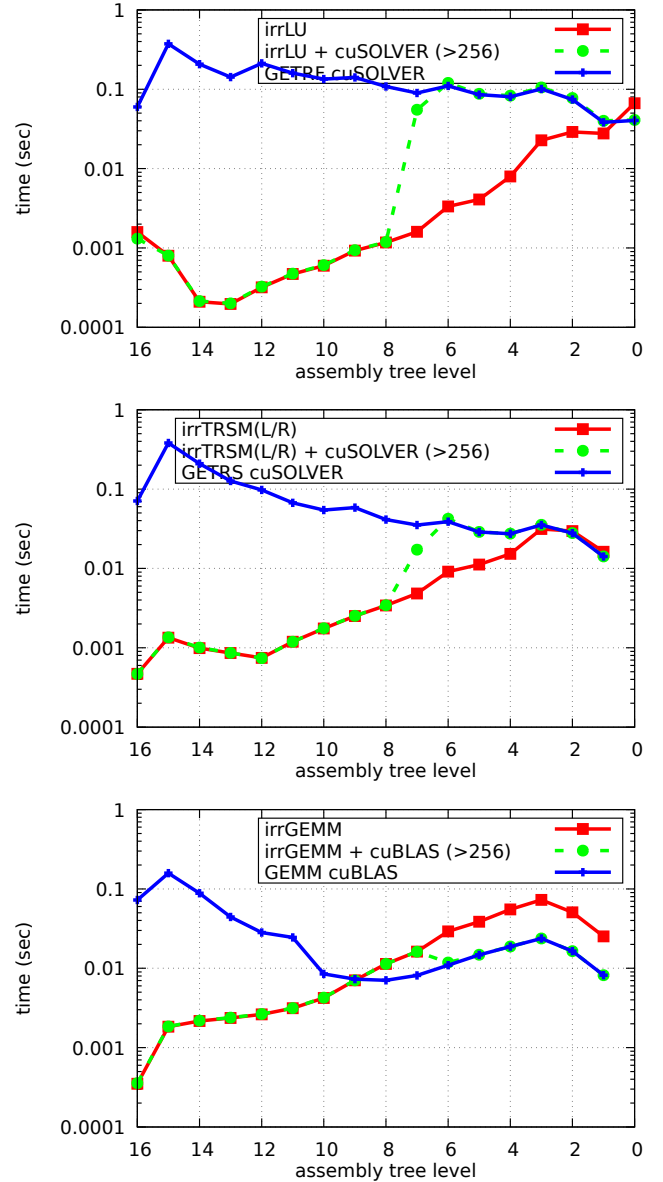 1
0.1
0.01
0.001
0.0001
time (sec)
irrLU
irrLU + cuSOLVER (>256)
GETRF cuSOLVER
16 14 12 10 8 6 4 2 0
assembly tree level
1
0.1
0.01
0.001
0.0001
time (sec)
irrTRSM(L/R)
irrTRSM(L/R) + cuSOLVER (>256)
GETRS cuSOLVER
16 14 12 10 8 6 4 2 0
assembly tree level
1
0.1
0.01
0.001
0.0001
time (sec)
irrGEMM
irrGEMM + cuBLAS (>256)
GEMM cuBLAS
16 14 12 10 8 6 4 2 0
assembly tree level